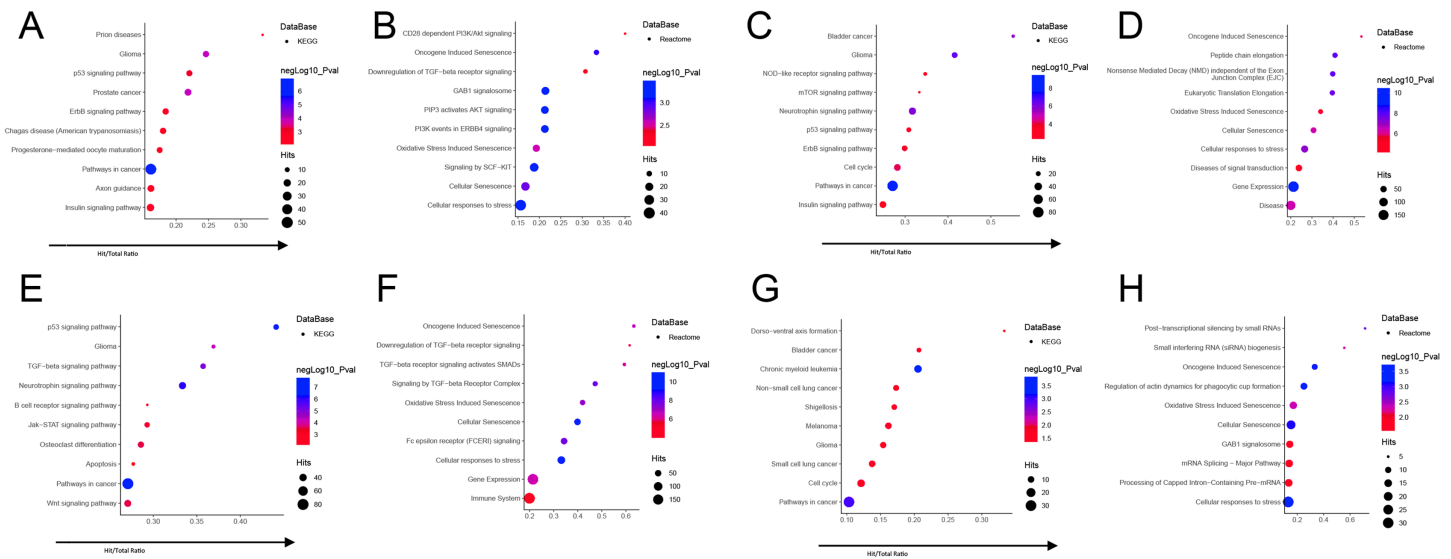 A
Prion diseases
Glioma
p53 signaling pathway
Prostate cancer
ErbB signaling pathway
Chagas disease (American trypanosomiasis)
Progesterone−mediated oocyte maturation
Pathways in cancer
Axon guidance
Insulin signaling pathway
0.20 0.25 0.30
Hit/Total Ratio
DataBase
KEGG
negLog10_Pval
6
5
4
3
Hits
10
20
30
40
50
B
CD28 dependent PI3K/Akt signaling
Oncogene Induced Senescence
Downregulation of TGF−beta receptor signaling
GAB1 signalosome
PIP3 activates AKT signaling
PI3K events in ERBB4 signaling
Oxidative Stress Induced Senescence
Signaling by SCF−KIT
Cellular Senescence
Cellular responses to stress
0.15 0.20 0.25 0.30 0.35 0.40
DataBase
Reactome
negLog10_Pval
3.0
2.5
Hits
10
20
30
40
C
Bladder cancer
Glioma
NOD−like receptor signaling pathway
mTOR signaling pathway
Neurotrophin signaling pathway
p53 signaling pathway
ErbB signaling pathway
Cell cycle
Pathways in cancer
Insulin signaling pathway
0.3 0.4 0.5
Hit/Total Ratio
DataBase
KEGG
negLog10_Pval
8
6
4
Hits
20
40
60
80
D
Oncogene Induced Senescence
Peptide chain elongation
Nonsense Mediated Decay (NMD) independent of the Exon
Junction Complex (EJC)
Eukaryotic Translation Elongation
Oxidative Stress Induced Senescence
Cellular Senescence
Cellular responses to stress
Diseases of signal transduction
Gene Expression
Disease
0.2 0.3 0.4 0.5
DataBase
Reactome
negLog10_Pval
10
8
6
Hits
50
100
150
E
p53 signaling pathway
Glioma
TGF−beta signaling pathway
Neurotrophin signaling pathway
B cell receptor signaling pathway
Jak−STAT signaling pathway
Osteoclast differentiation
Apoptosis
Pathways in cancer
Wnt signaling pathway
0.30 0.35 0.40
Hit/Total Ratio
DataBase
KEGG
negLog10_Pval
7
6
5
4
3
Hits
40
60
80
F
Oncogene Induced Senescence
Downregulation of TGF−beta receptor signaling
TGF−beta receptor signaling activates SMADs
Signaling by TGF−beta Receptor Complex
Oxidative Stress Induced Senescence
Cellular Senescence
Fc epsilon receptor (FCERI) signaling
Cellular responses to stress
Gene Expression
Immune System
0.2 0.3 0.4 0.5 0.6
DataBase
Reactome
negLog10_Pval
10
8
6
Hits
50
100
150
G
Dorso−ventral axis formation
Bladder cancer
Chronic myeloid leukemia
Non−small cell lung cancer
Shigellosis
Melanoma
Glioma
Small cell lung cancer
Cell cycle
Pathways in cancer
0.10 0.15 0.20 0.25 0.30
Hit/Total Ratio
DataBase
KEGG
negLog10_Pval
3.5
3.0
2.5
2.0
1.5
Hits
10
20
30
H
Post−transcriptional silencing by small RNAs
Small interfering RNA (siRNA) biogenesis
Oncogene Induced Senescence
Regulation of actin dynamics for phagocytic cup formation
Oxidative Stress Induced Senescence
Cellular Senescence
GAB1 signalosome
mRNA Splicing − Major Pathway
Processing of Capped Intron−Containing Pre−mRNA
Cellular responses to stress
0.2 0.4 0.6
DataBase
Reactome
negLog10_Pval
3.5
3.0
2.5
2.0
Hits
5
10
15
20
25
30